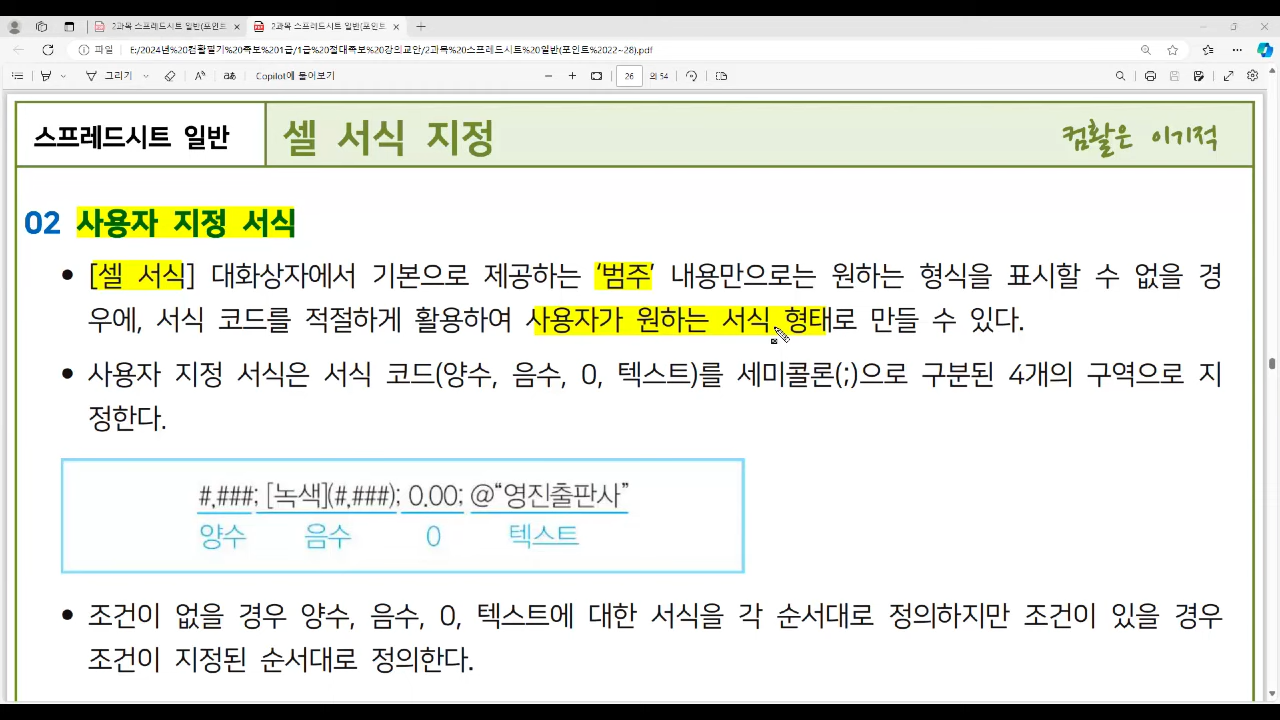 2과목 스프레드시트 일반(포인트
2과목 스프레드시트 일반(포인트
파일
E:/2024년%20컴활필기%20족보%201급/1급%20절대족보%20강의교안/2과목%20스프레드시트%20일반(포인트%2022~28).pdf
그리기
Copilot에 물어보기
26
의 54
스프레드시트 일반
셀 서식 지정
컴활은 이기적
02 사용자 지정 서식
• [셀 서식] 대화상자에서 기본으로 제공하는 ‘범주’ 내용만으로는 원하는 형식을 표시할 수 없을 경
우에, 서식 코드를 적절하게 활용하여 사용자가 원하는 서식 형태로 만들 수 있다.
• 사용자 지정 서식은 서식 코드(양수, 음수, 0, 텍스트)를 세미콜론(;)으로 구분된 4개의 구역으로 지
정한다.
#,###; [녹색](#,###); 0.00; @“영진출판사”
양수 음수 0 텍스트
• 조건이 없을 경우 양수, 음수, 0, 텍스트에 대한 서식을 각 순서대로 정의하지만 조건이 있을 경우
조건이 지정된 순서대로 정의한다.